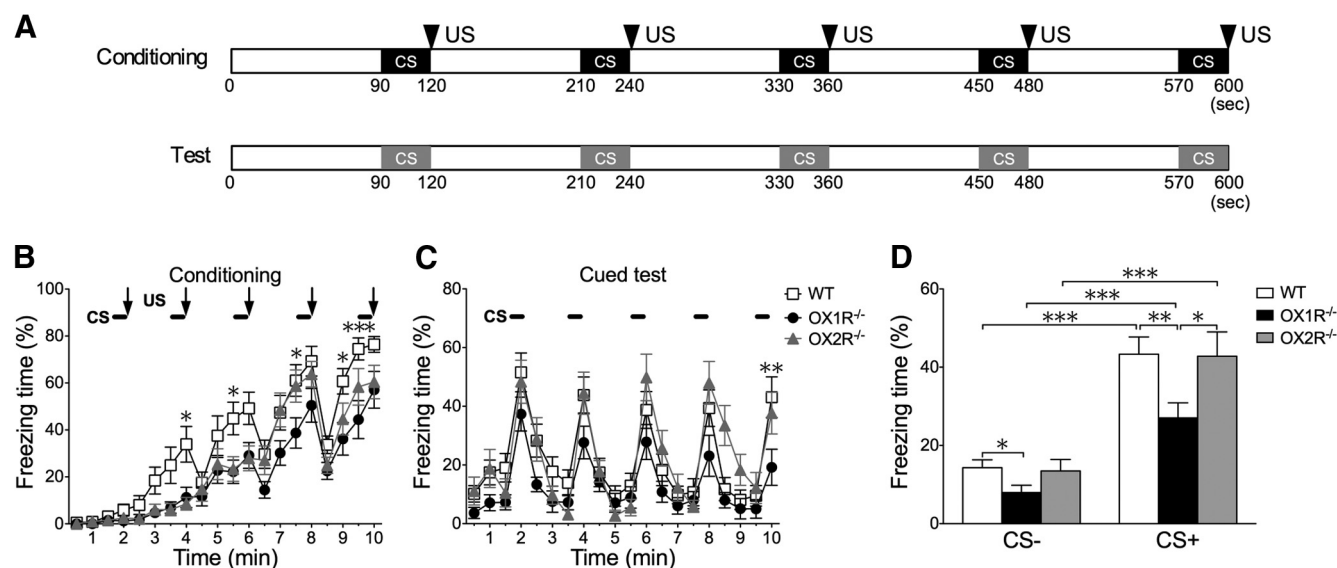 A
US US US US US
Conditioning CS CS CS CS CS
0 90 120 210 240 330 360 450 480 570 600
(sec)
Test CS CS CS CS CS
0 90 120 210 240 330 360 450 480 570 600
(sec)
B
Conditioning
Freezing time (%)
100
80
60
40
20
0
CS US
* * * * ***
1 2 3 4 5 6 7 8 9 10
Time (min)
C
Cued test
Freezing time (%)
80
60
40
20
0
CS
**
1 2 3 4 5 6 7 8 9 10
Time (min)
WT
OX1R-/-
OX2R-/-
D
Freezing time (%)
60
40
20
0
***
***
*** ** *
*
CS- CS+
WT
OX1R-/-
OX2R-/-